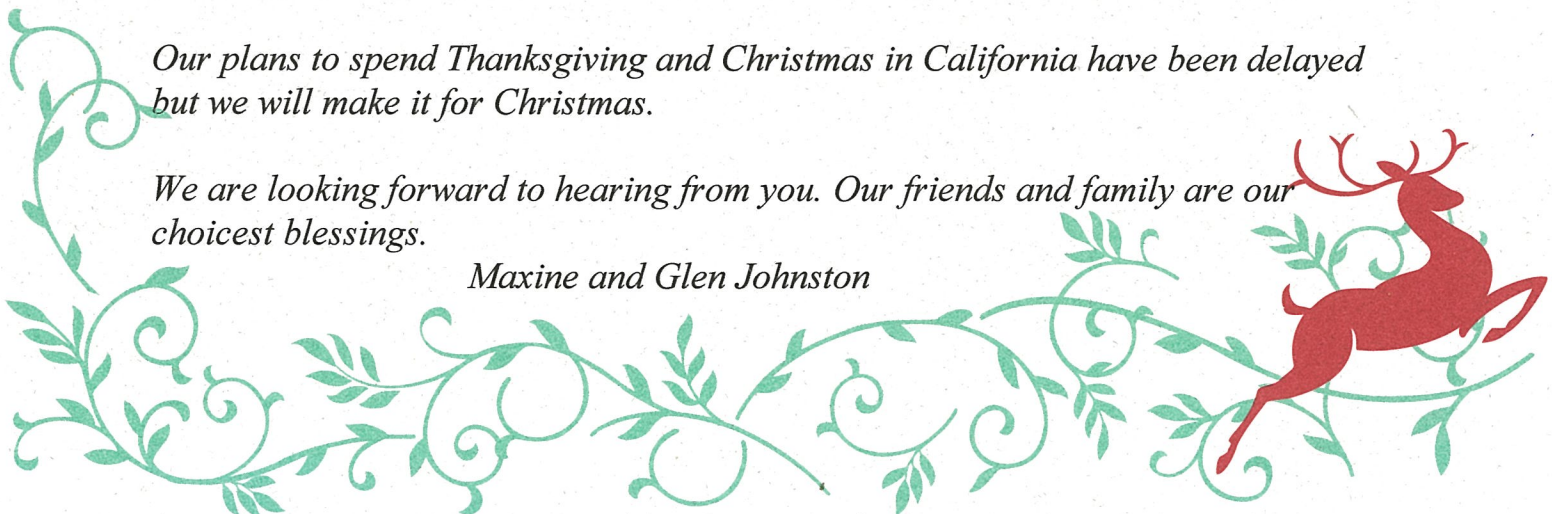 Our plans to spend Thanksgiving and Christmas in California have been delayed
but we will make it for Christmas.
We are looking forward to hearing from you. Our friends and family are our
choicest blessings.
Maxine and Glen Johnston